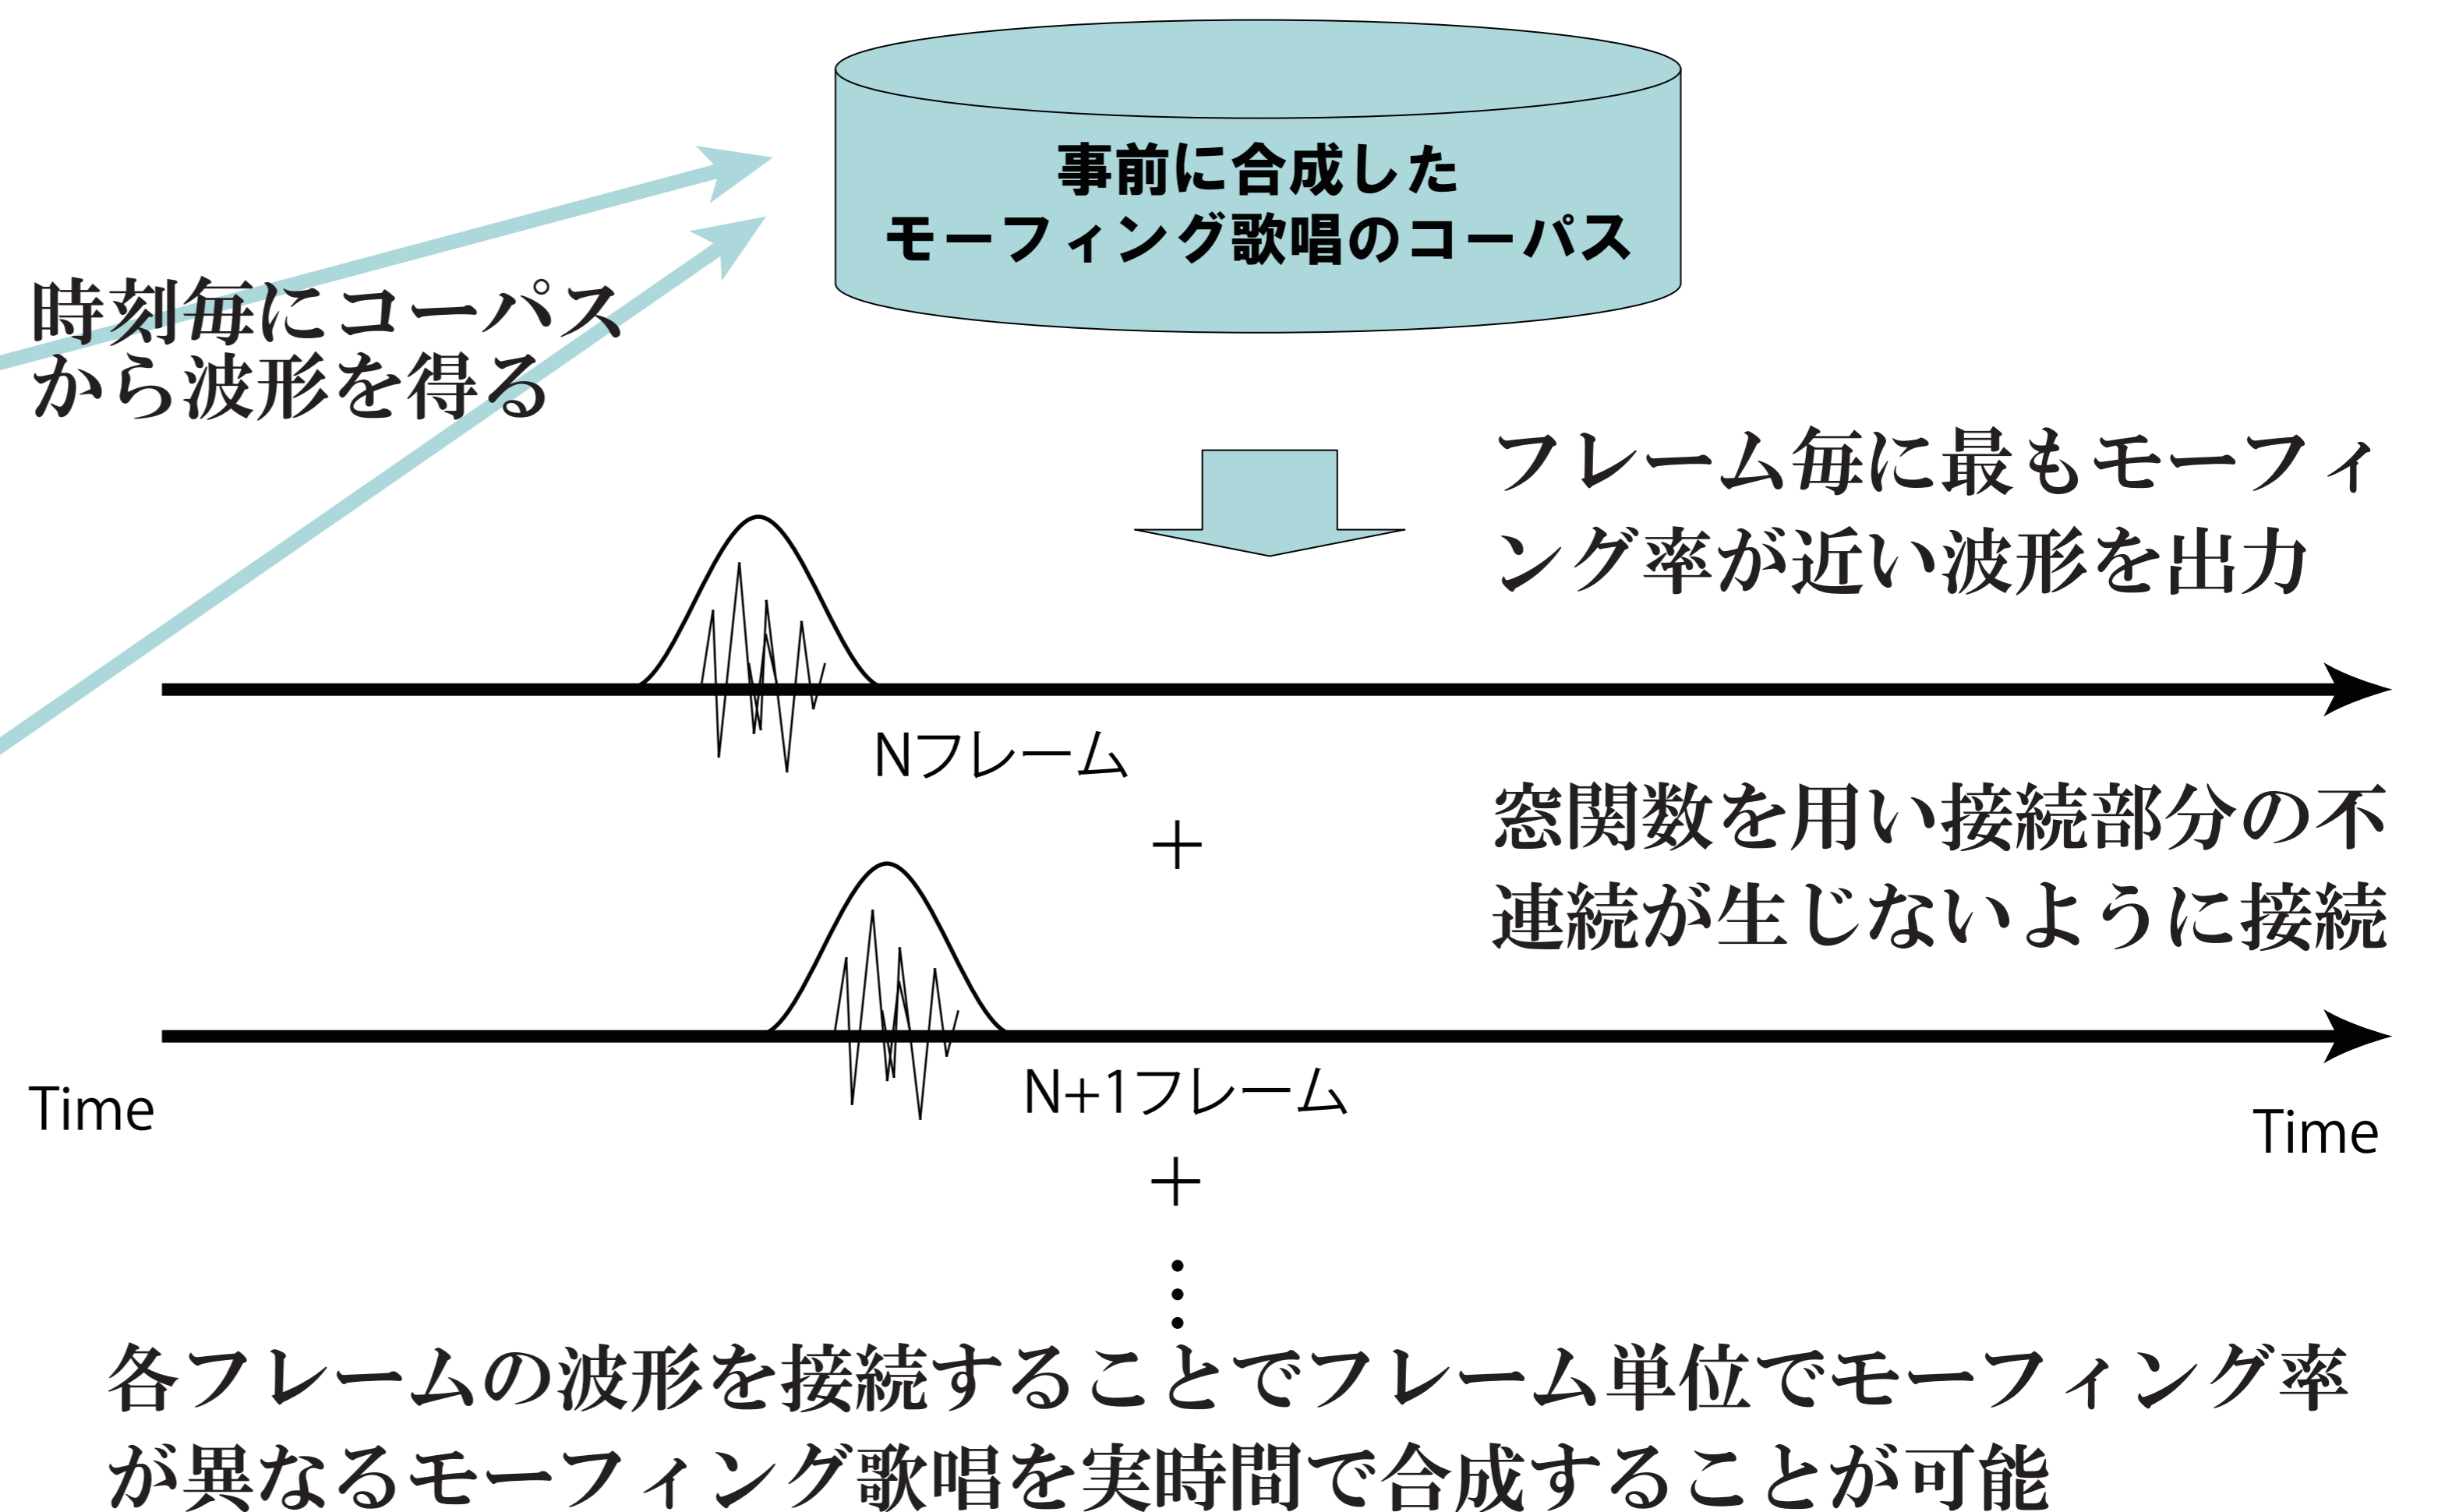 事前に合成した
モーフィング歌唱のコーパス
時刻毎にコーパス
から波形を得る
フレーム毎に最もモーフィ
ング率が近い波形を出力
Nフレーム
+
窓関数を用い接続部分の不
連続が生じないように接続
N+1フレーム
Time
Time
+
⋮
各フレームの波形を接続することでフレーム単位でモーフィング率
が異なるモーフィング歌唱を実時間で合成することが可能